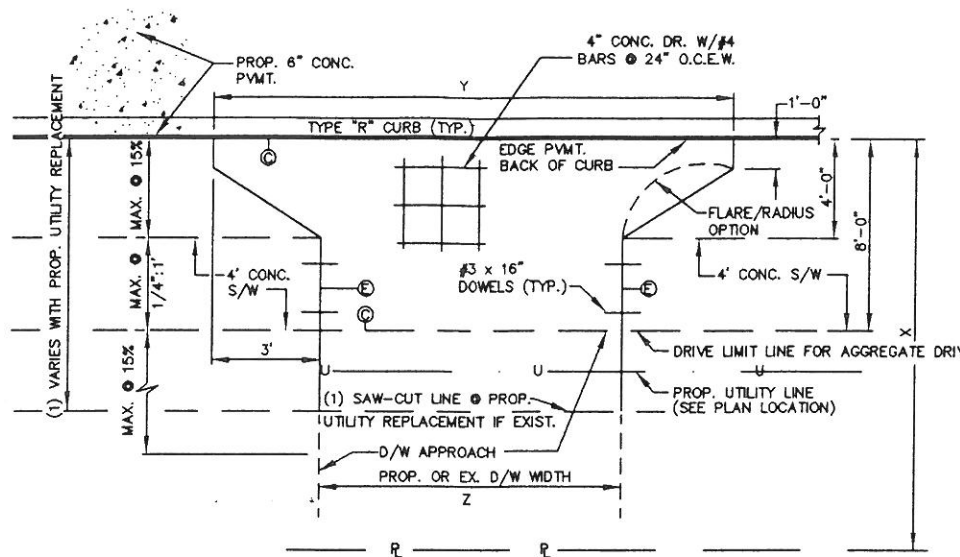 4" CONC. DR. W/#4
BARS @ 24" O.C.E.W.
PROP. 6" CONC.
PVMT.
Y
1'-0"
TYPE "R" CURB (TYP.)
EDGE PVMT.
BACK OF CURB
C
(1) VARIES WITH PROP. UTILITY REPLACEMENT
MAX. @ 15%
4'-0"
8'-0"
FLARE/RADIUS
OPTION
MAX. @
1/4":1'
4' CONC.
S/W
#3 x 16"
DOWELS (TYP.)
E
C
E
4' CONC.
S/W
X
3'
DRIVE LIMIT LINE FOR AGGREGATE DRIV
MAX. @ 15%
U
U
U
PROP. UTILITY LINE
(SEE PLAN LOCATION)
(1) SAW-CUT LINE @ PROP.
UTILITY REPLACEMENT IF EXIST.
D/W APPROACH
PROP. OR EX. D/W WIDTH
Z
PL
PL